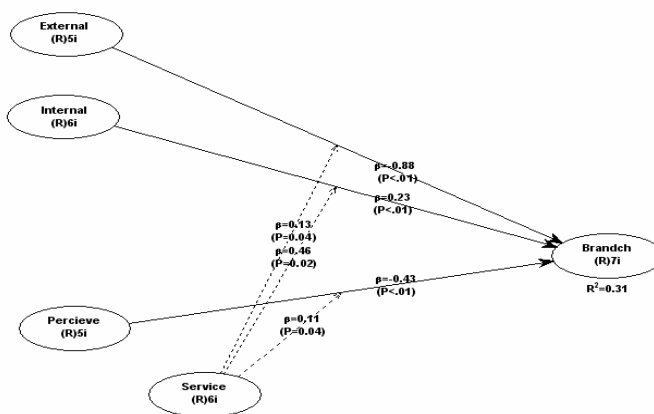 External
(R)5i
Internal
(R)6i
β=-0.88
(P<.01)
β=0.23
(P<.01)
β=0.13
(P=0.04)
β=0.46
(P=0.02)
Brandch
(R)7i
R²=0.31
β=-0.43
(P<.01)
Percieve
(R)5i
β=0.11
(P=0.04)
Service
(R)6i